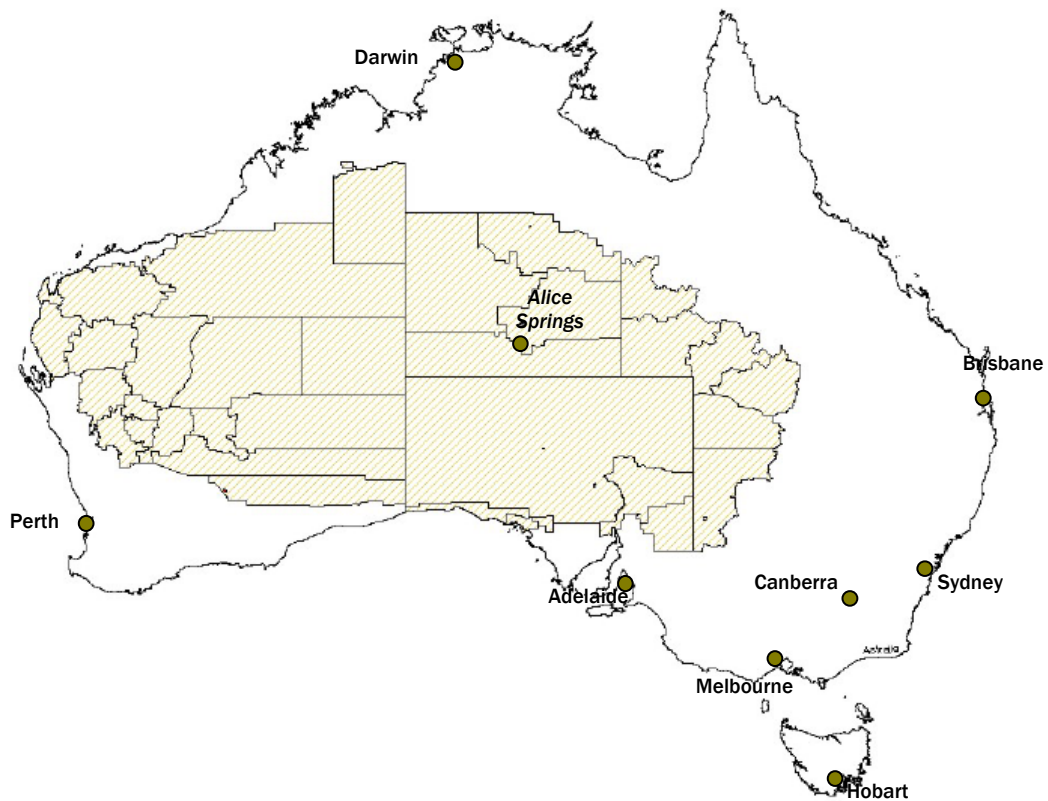 Darwin
Alice
Springs
Brisbane
Perth
Adelaide
Canberra
Sydney
Melbourne
Hobart